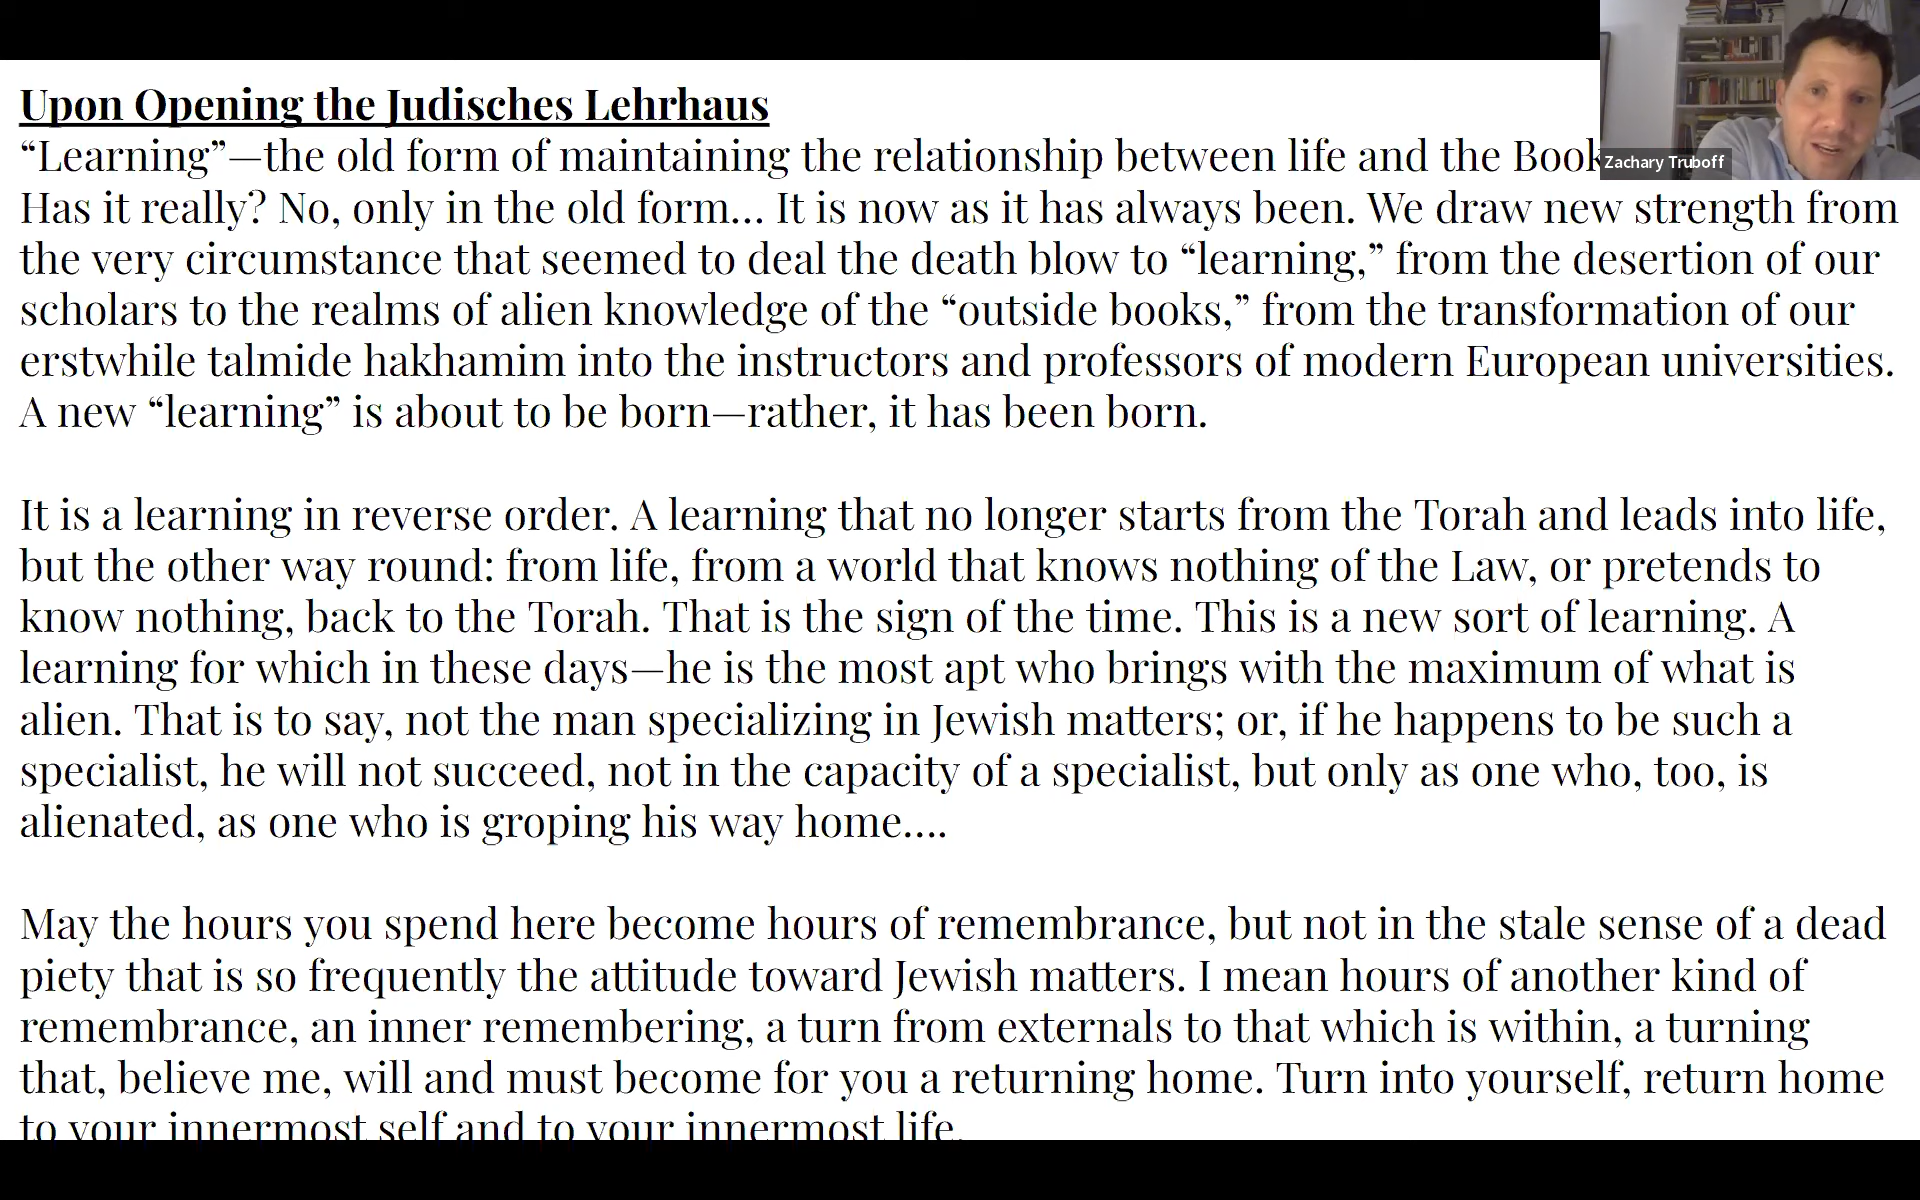 Upon Opening the Judisches Lehrhaus
“Learning”—the old form of maintaining the relationship between life and the Book
Zachary Truboff
Has it really? No, only in the old form... It is now as it has always been. We draw new strength from
the very circumstance that seemed to deal the death blow to “learning,” from the desertion of our
scholars to the realms of alien knowledge of the “outside books,” from the transformation of our
erstwhile talmide hakhamim into the instructors and professors of modern European universities.
A new “learning” is about to be born—rather, it has been born.
It is a learning in reverse order. A learning that no longer starts from the Torah and leads into life,
but the other way round: from life, from a world that knows nothing of the Law, or pretends to
know nothing, back to the Torah. That is the sign of the time. This is a new sort of learning. A
learning for which in these days—he is the most apt who brings with the maximum of what is
alien. That is to say, not the man specializing in Jewish matters; or, if he happens to be such a
specialist, he will not succeed, not in the capacity of a specialist, but only as one who, too, is
alienated, as one who is groping his way home....
May the hours you spend here become hours of remembrance, but not in the stale sense of a dead
piety that is so frequently the attitude toward Jewish matters. I mean hours of another kind of
remembrance, an inner remembering, a turn from externals to that which is within, a turning
that, believe me, will and must become for you a returning home. Turn into yourself, return home
to your innermost self and to your innermost life.